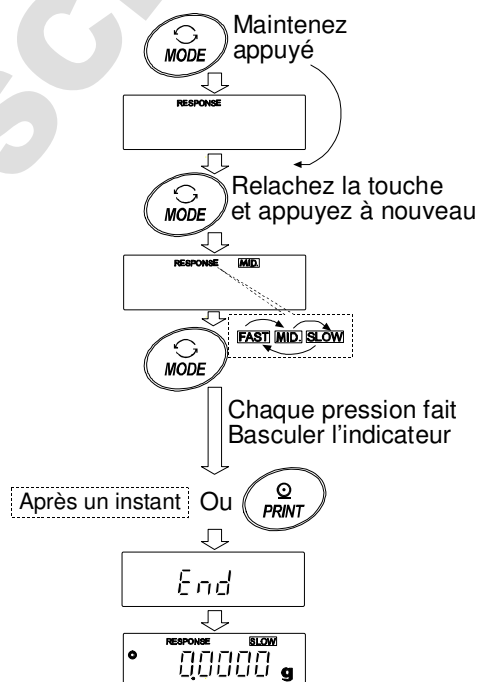 MODE
Maintenez
appuyé
RESPONSE
MODE
Relachez la touche
et appuyez à nouveau
RESPONSE MID.
FAST MID. SLOW
MODE
Chaque pression fait
Basculer l'indicateur
Après un instant Ou PRINT
End
RESPONSE SLOW
0.0000 g